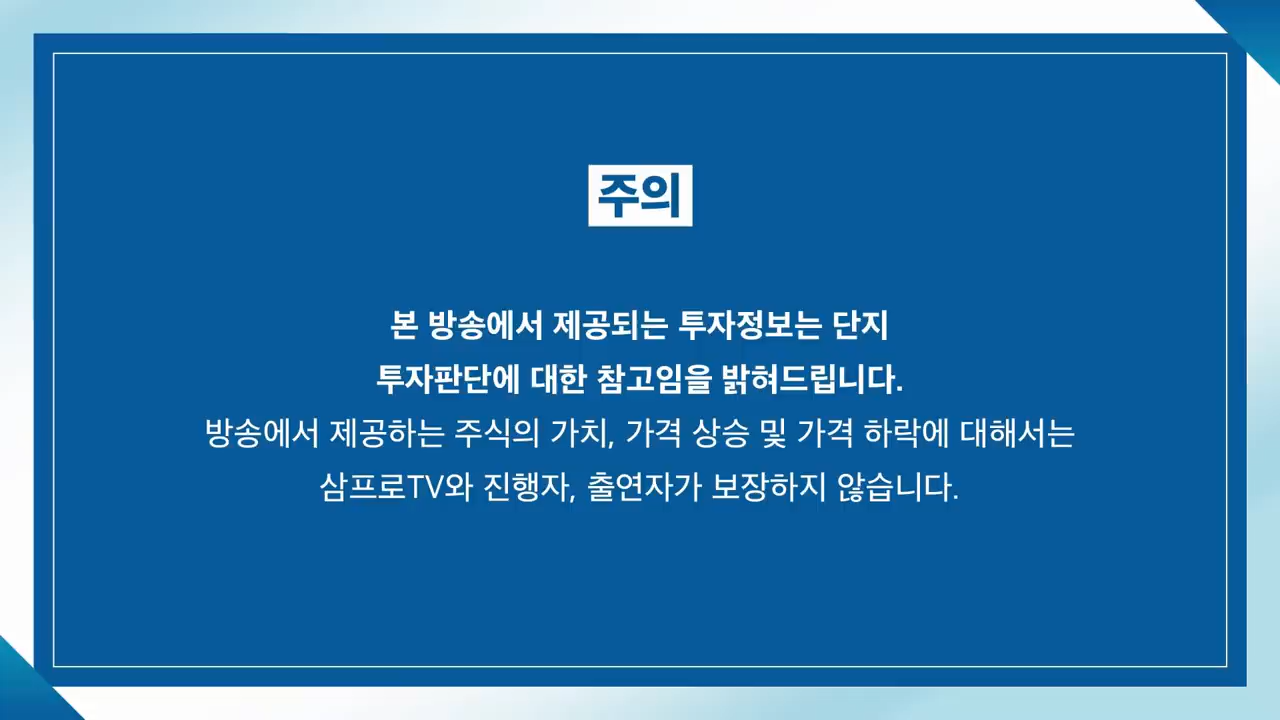 주의
본 방송에서 제공되는 투자정보는 단지
투자판단에 대한 참고임을 밝혀드립니다.
방송에서 제공하는 주식의 가치, 가격 상승 및 가격 하락에 대해서는
삼프로TV와 진행자, 출연자가 보장하지 않습니다.